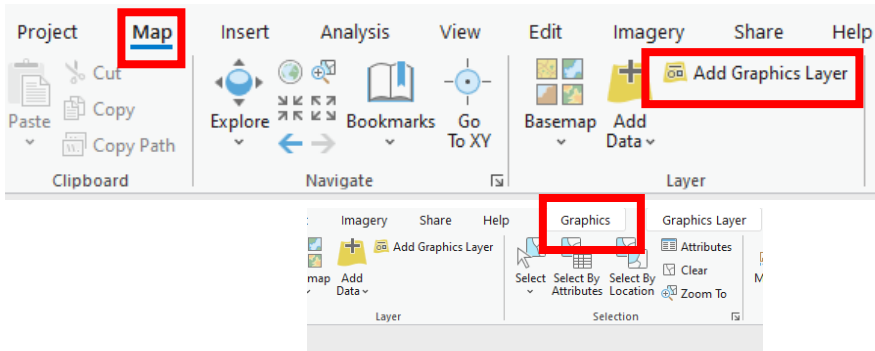 Project Map Insert Analysis View Edit Imagery Share Help
Cut
Copy
Copy Path
Paste
Explore
Bookmarks
Go
To XY
Basemap
Add
Data
Add Graphics Layer
Clipboard Navigate Layer
Imagery Share Help Graphics Graphics Layer
map
Add
Data
Add Graphics Layer
Select
Select By
Attributes
Select By
Location
Attributes
Clear
Zoom To
M
Layer Selection